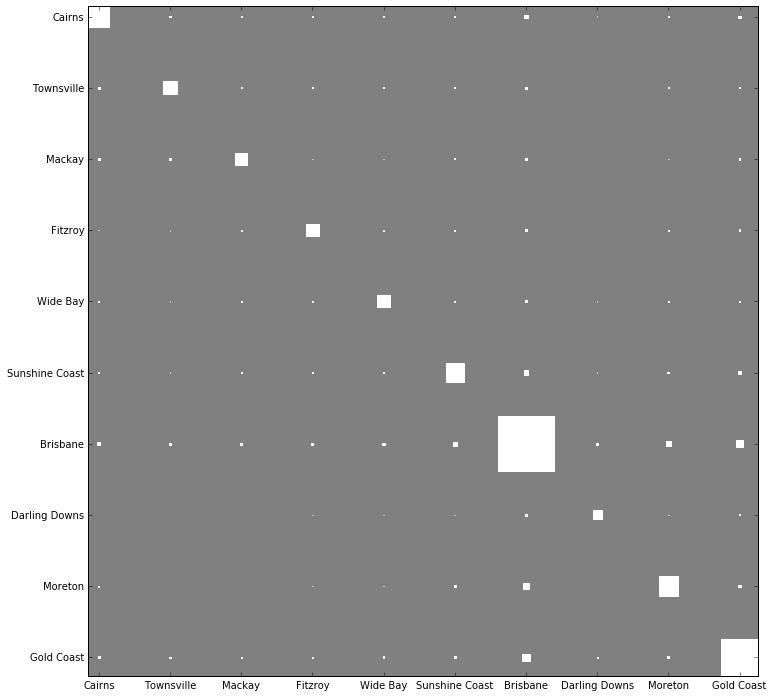 Cairns
Townsville
Mackay
Fitzroy
Wide Bay
Sunshine Coast
Brisbane
Darling Downs
Moreton
Gold Coast
Cairns Townsville Mackay Fitzroy Wide Bay Sunshine Coast Brisbane Darling Downs Moreton Gold Coast